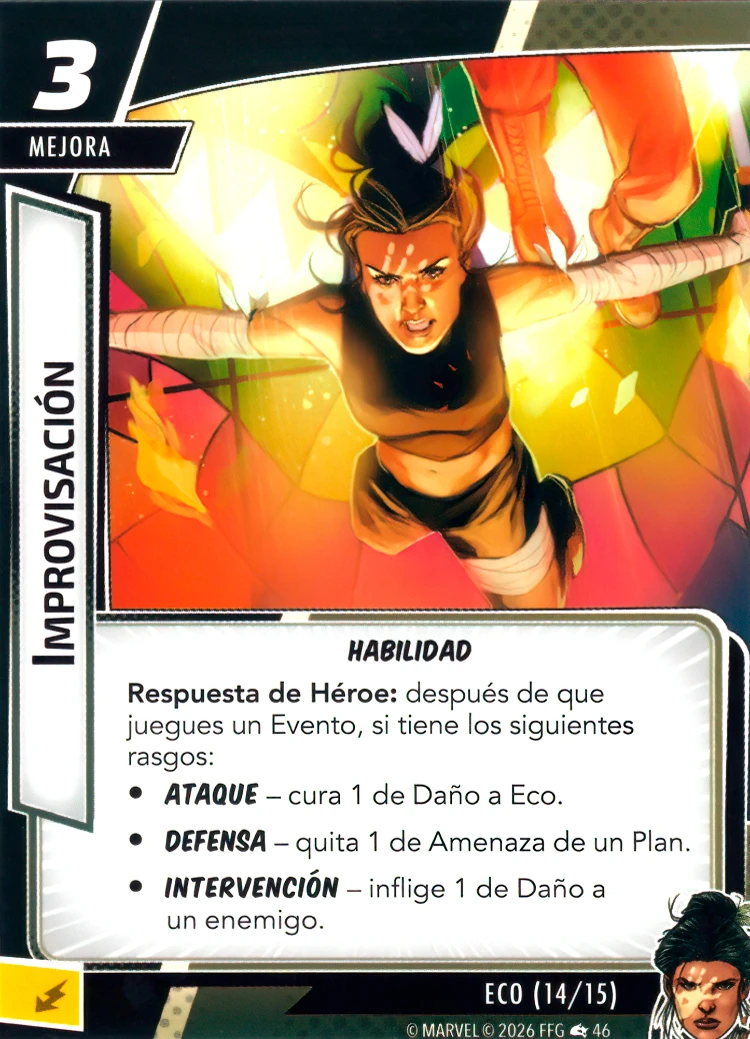 3
MEJORA
IMPROVISACIÓN
HABILIDAD
Respuesta de Héroe: después de que
juegues un Evento, si tiene los siguientes
rasgos:
• ATAQUE – cura 1 de Daño a Eco.
• DEFENSA – quita 1 de Amenaza de un Plan.
• INTERVENCIÓN – inflige 1 de Daño a
un enemigo.
ECO (14/15)
© MARVEL © 2026 FFG 46